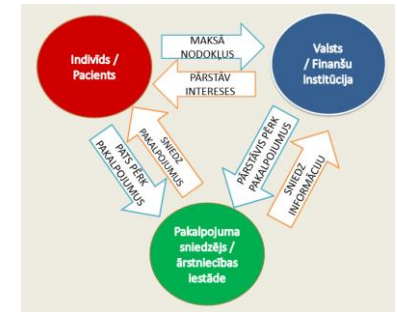 Indivīds /
Pacients
MAKSĀ
NODOKĻUS
PĀRSTĀV
INTERESES
Valsts
/ Finanšu
institūcija
SNIEDZ
PAKALPOJUMUS
PATS PĒRK
PAKALPOJUMUS
PĀRSTĀVIS PĒRK
PAKALPOJUMUS
SNIEDZ
INFORMĀCIJU
Pakalpojuma
sniedzējs /
ārstniecības
iestāde